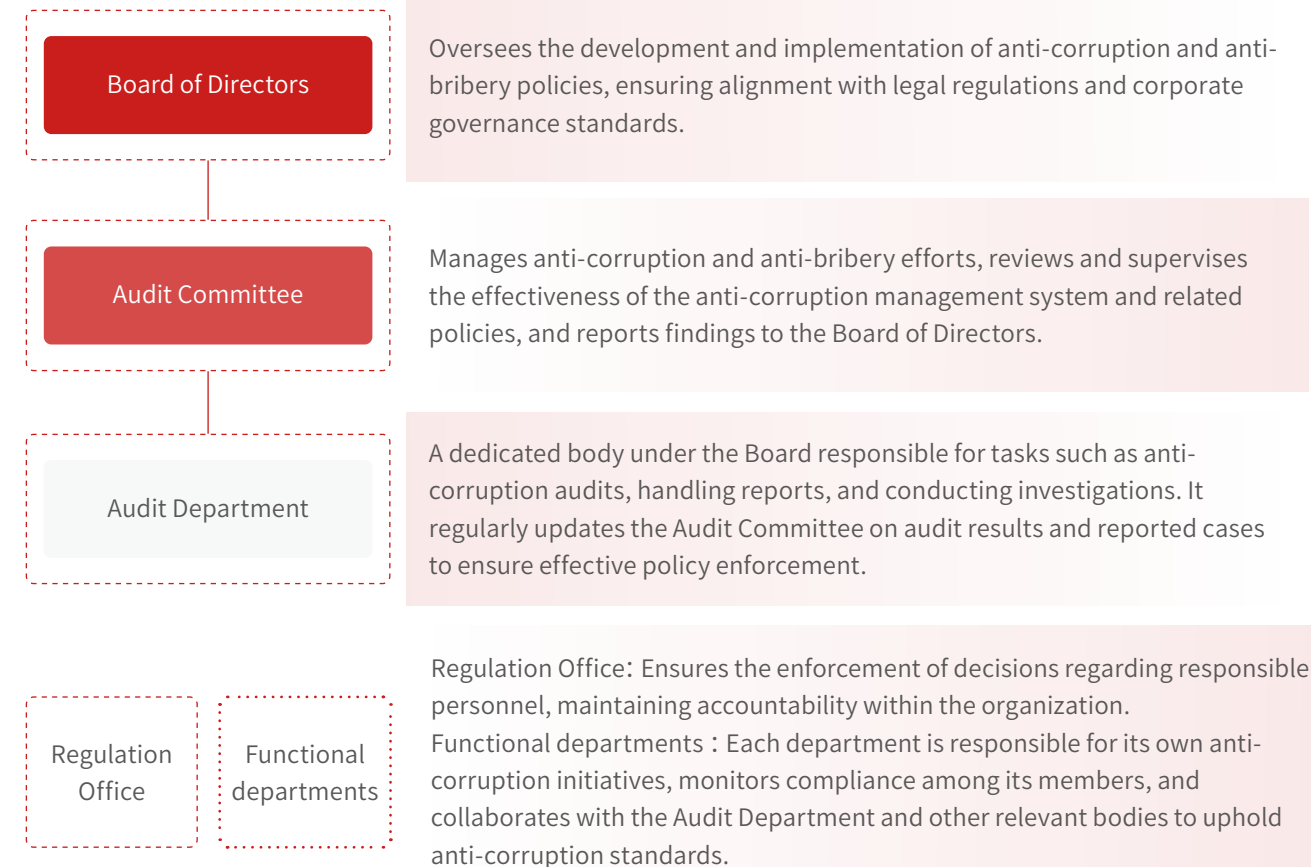 Board of Directors
Oversees the development and implementation of anti-corruption and anti-
bribery policies, ensuring alignment with legal regulations and corporate
governance standards.
Audit Committee
Manages anti-corruption and anti-bribery efforts, reviews and supervises
the effectiveness of the anti-corruption management system and related
policies, and reports findings to the Board of Directors.
Audit Department
A dedicated body under the Board responsible for tasks such as anti-
corruption audits, handling reports, and conducting investigations. It
regularly updates the Audit Committee on audit results and reported cases
to ensure effective policy enforcement.
Regulation
Office
Functional
departments
Regulation Office: Ensures the enforcement of decisions regarding responsible
personnel, maintaining accountability within the organization.
Functional departments : Each department is responsible for its own anti-
corruption initiatives, monitors compliance among its members, and
collaborates with the Audit Department and other relevant bodies to uphold
anti-corruption standards.